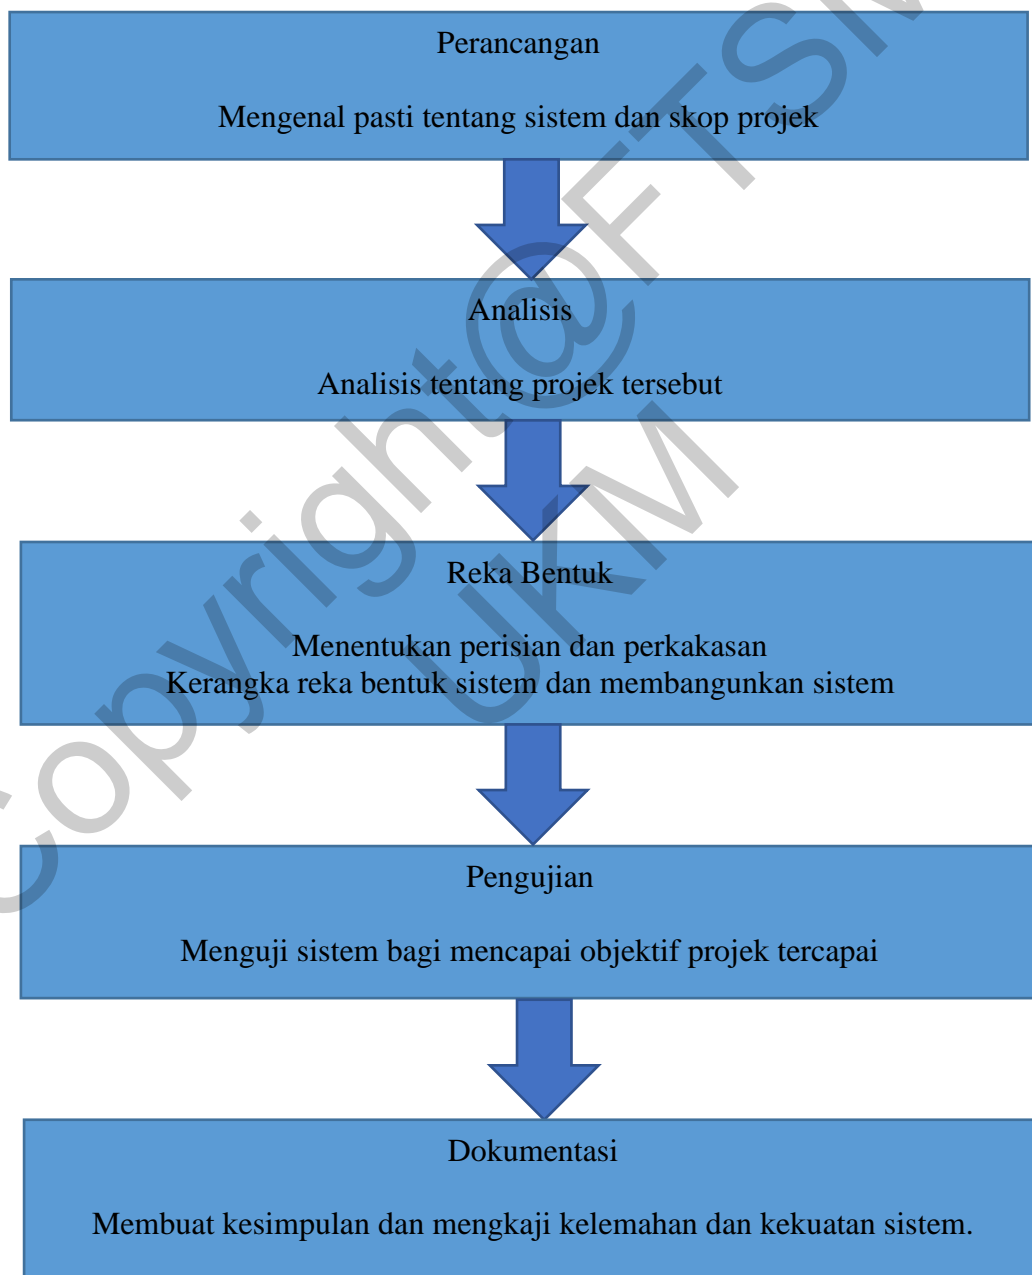 Perancangan
Mengenal pasti tentang sistem dan skop projek
Analisis
Analisis tentang projek tersebut
Reka Bentuk
Menentukan perisian dan perkakasan
Kerangka reka bentuk sistem dan membangunkan sistem
Pengujian
Menguji sistem bagi mencapai objektif projek tercapai
Dokumentasi
Membuat kesimpulan dan mengkaji kelemahan dan kekuatan sistem.
Copyright@FTSM
UKM